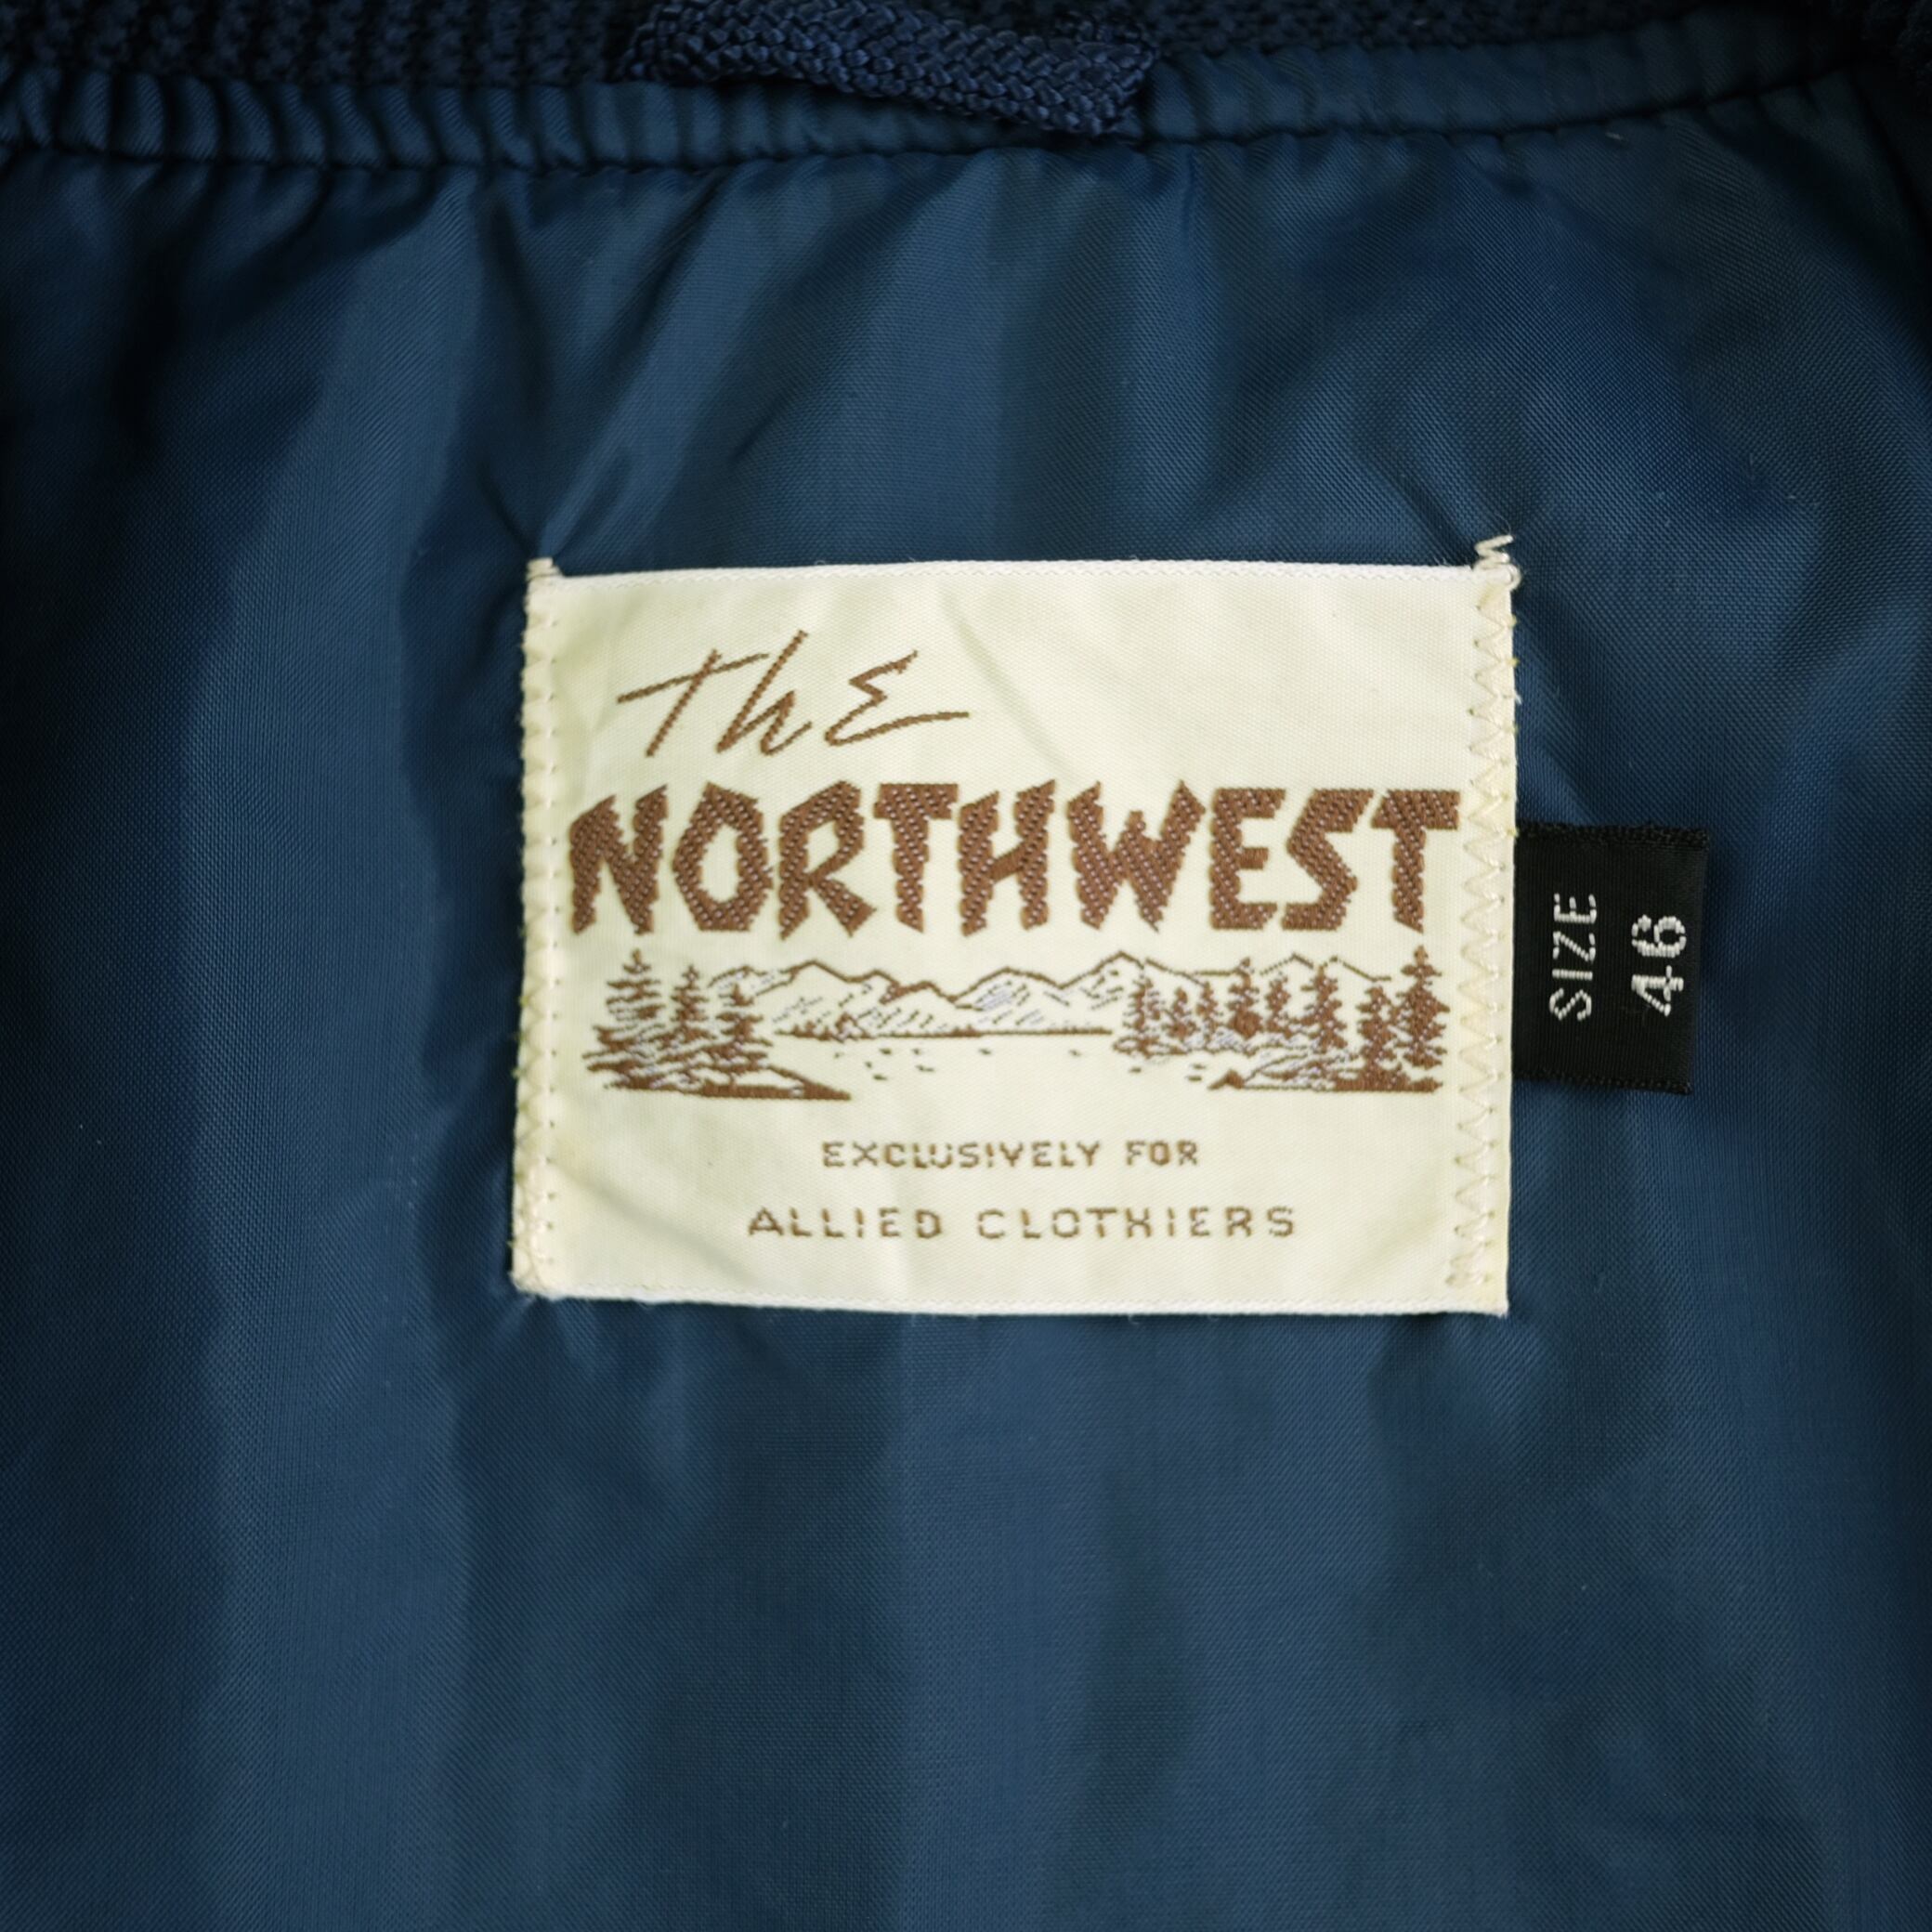 the
NORTHWEST
EXCLUSIVELY FOR
ALLIED CLOTHIERS
SIZE
46